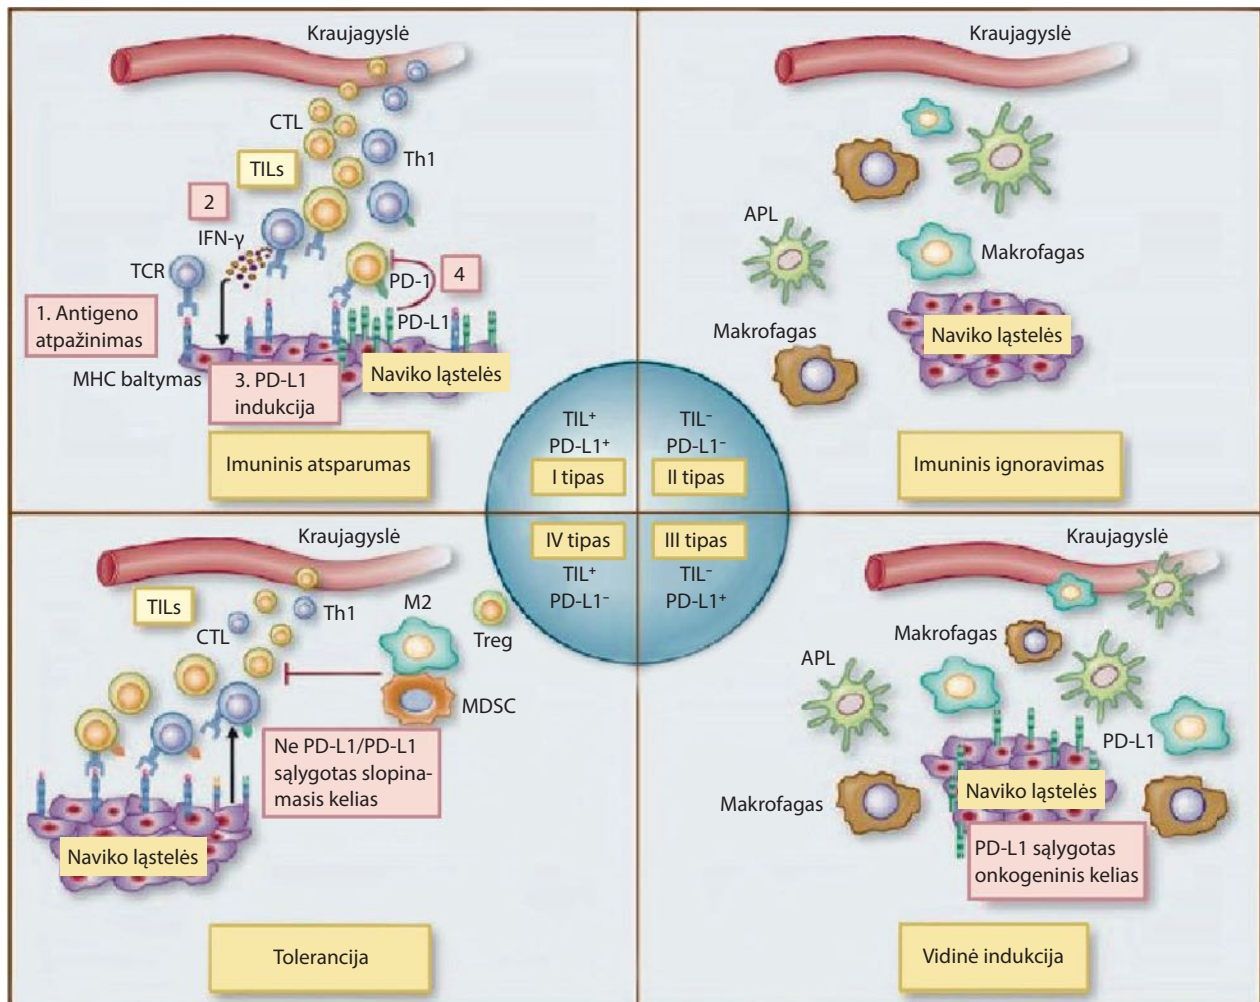 Kraujagyslė
CTL
Th1
TILs
2
IFN-γ
TCR
PD-1
4
1. Antigeno
atpažinimas
PD-L1
MHC baltymas
3. PD-L1
indukcija
Naviko ląstelės
Imuninis atsparumas
Kraujagyslė
APL
Makrofagas
Makrofagas
Naviko ląstelės
Imuninis ignoravimas
TIL⁺
PD-L1⁺
I tipas
TIL⁻
PD-L1⁻
II tipas
IV tipas
TIL⁺
PD-L1⁻
III tipas
TIL⁻
PD-L1⁺
Kraujagyslė
TILs
CTL
Th1
M2
Treg
MDSC
Ne PD-L1/PD-L1
sąlygotas slopina-
masis kelias
Naviko ląstelės
Tolerancija
Kraujagyslė
Makrofagas
APL
PD-L1
Makrofagas
Naviko ląstelės
PD-L1 sąlygotas
onkogeninis kelias
Vidinė indukcija